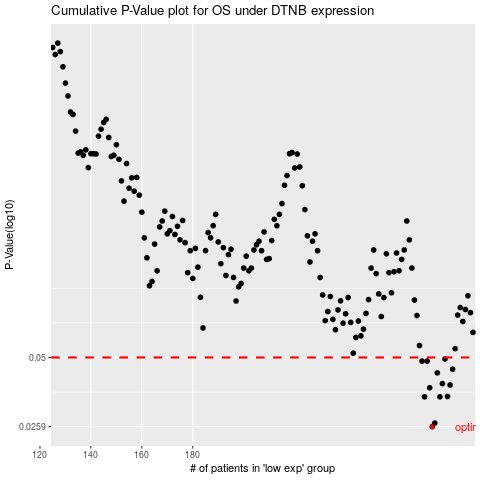 Cumulative P-Value plot for OS under DTNB expression
P-Value(log10)
0.05
0.0259
optir
120 140 160 180
# of patients in 'low exp' group